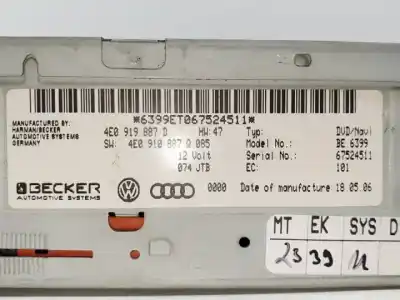 *6399ET067524511*
MANUFACTURED BY: 4E0 919 887 D HW: 47 Typ: DVD/Navi
HARMAN/BECKER SW: 4E0 910 887 Q 085 Model No.: BE 6399
AUTOMOTIVE SYSTEMS 12 Volt Serial No.: 67524511
GERMANY 074 JTB EC: 101
BECKER 0000 Date of manufacture 18.05.06
AUTOMOTIVE SYSTEMS
MT EK SYS D
23 39 M